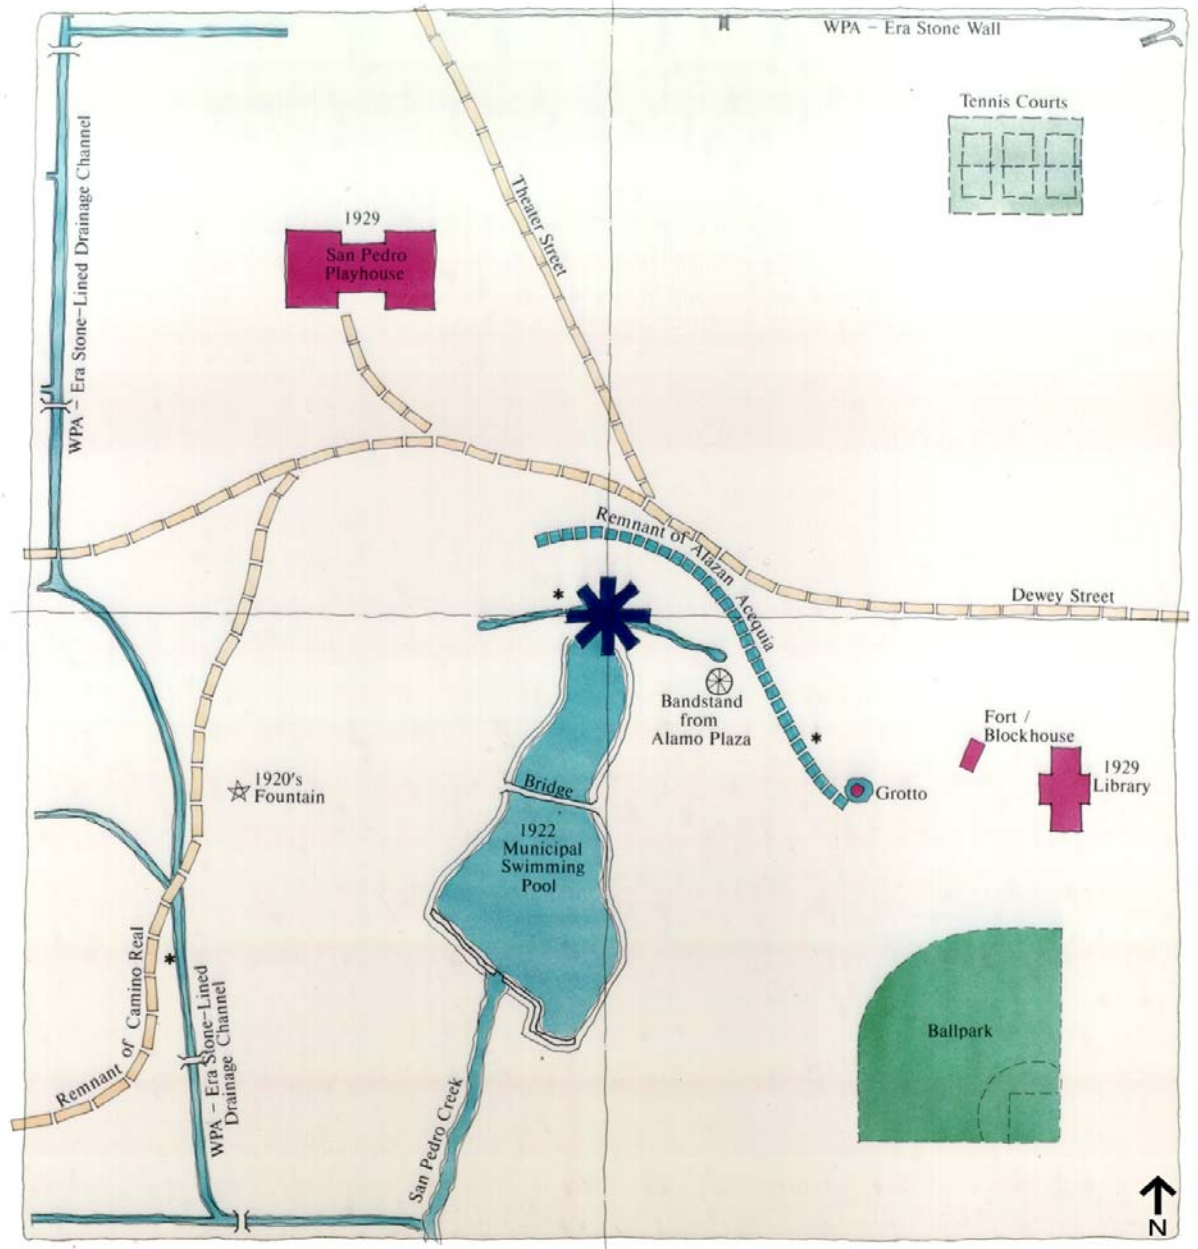 WPA – Era Stone Wall
Tennis Courts
WPA – Era Stone–Lined Drainage Channel
Theater Street
1929
San Pedro
Playhouse
Remnant of Alazan Acequia
*
Dewey Street
Bandstand
from
Alamo Plaza
*
Fort /
Blockhouse
1929
Library
1920's
Fountain
Bridge
Grotto
1922
Municipal
Swimming
Pool
Remnant of Camino Real
*
WPA – Era Stone–Lined
Drainage Channel
Ballpark
San Pedro Creek
N